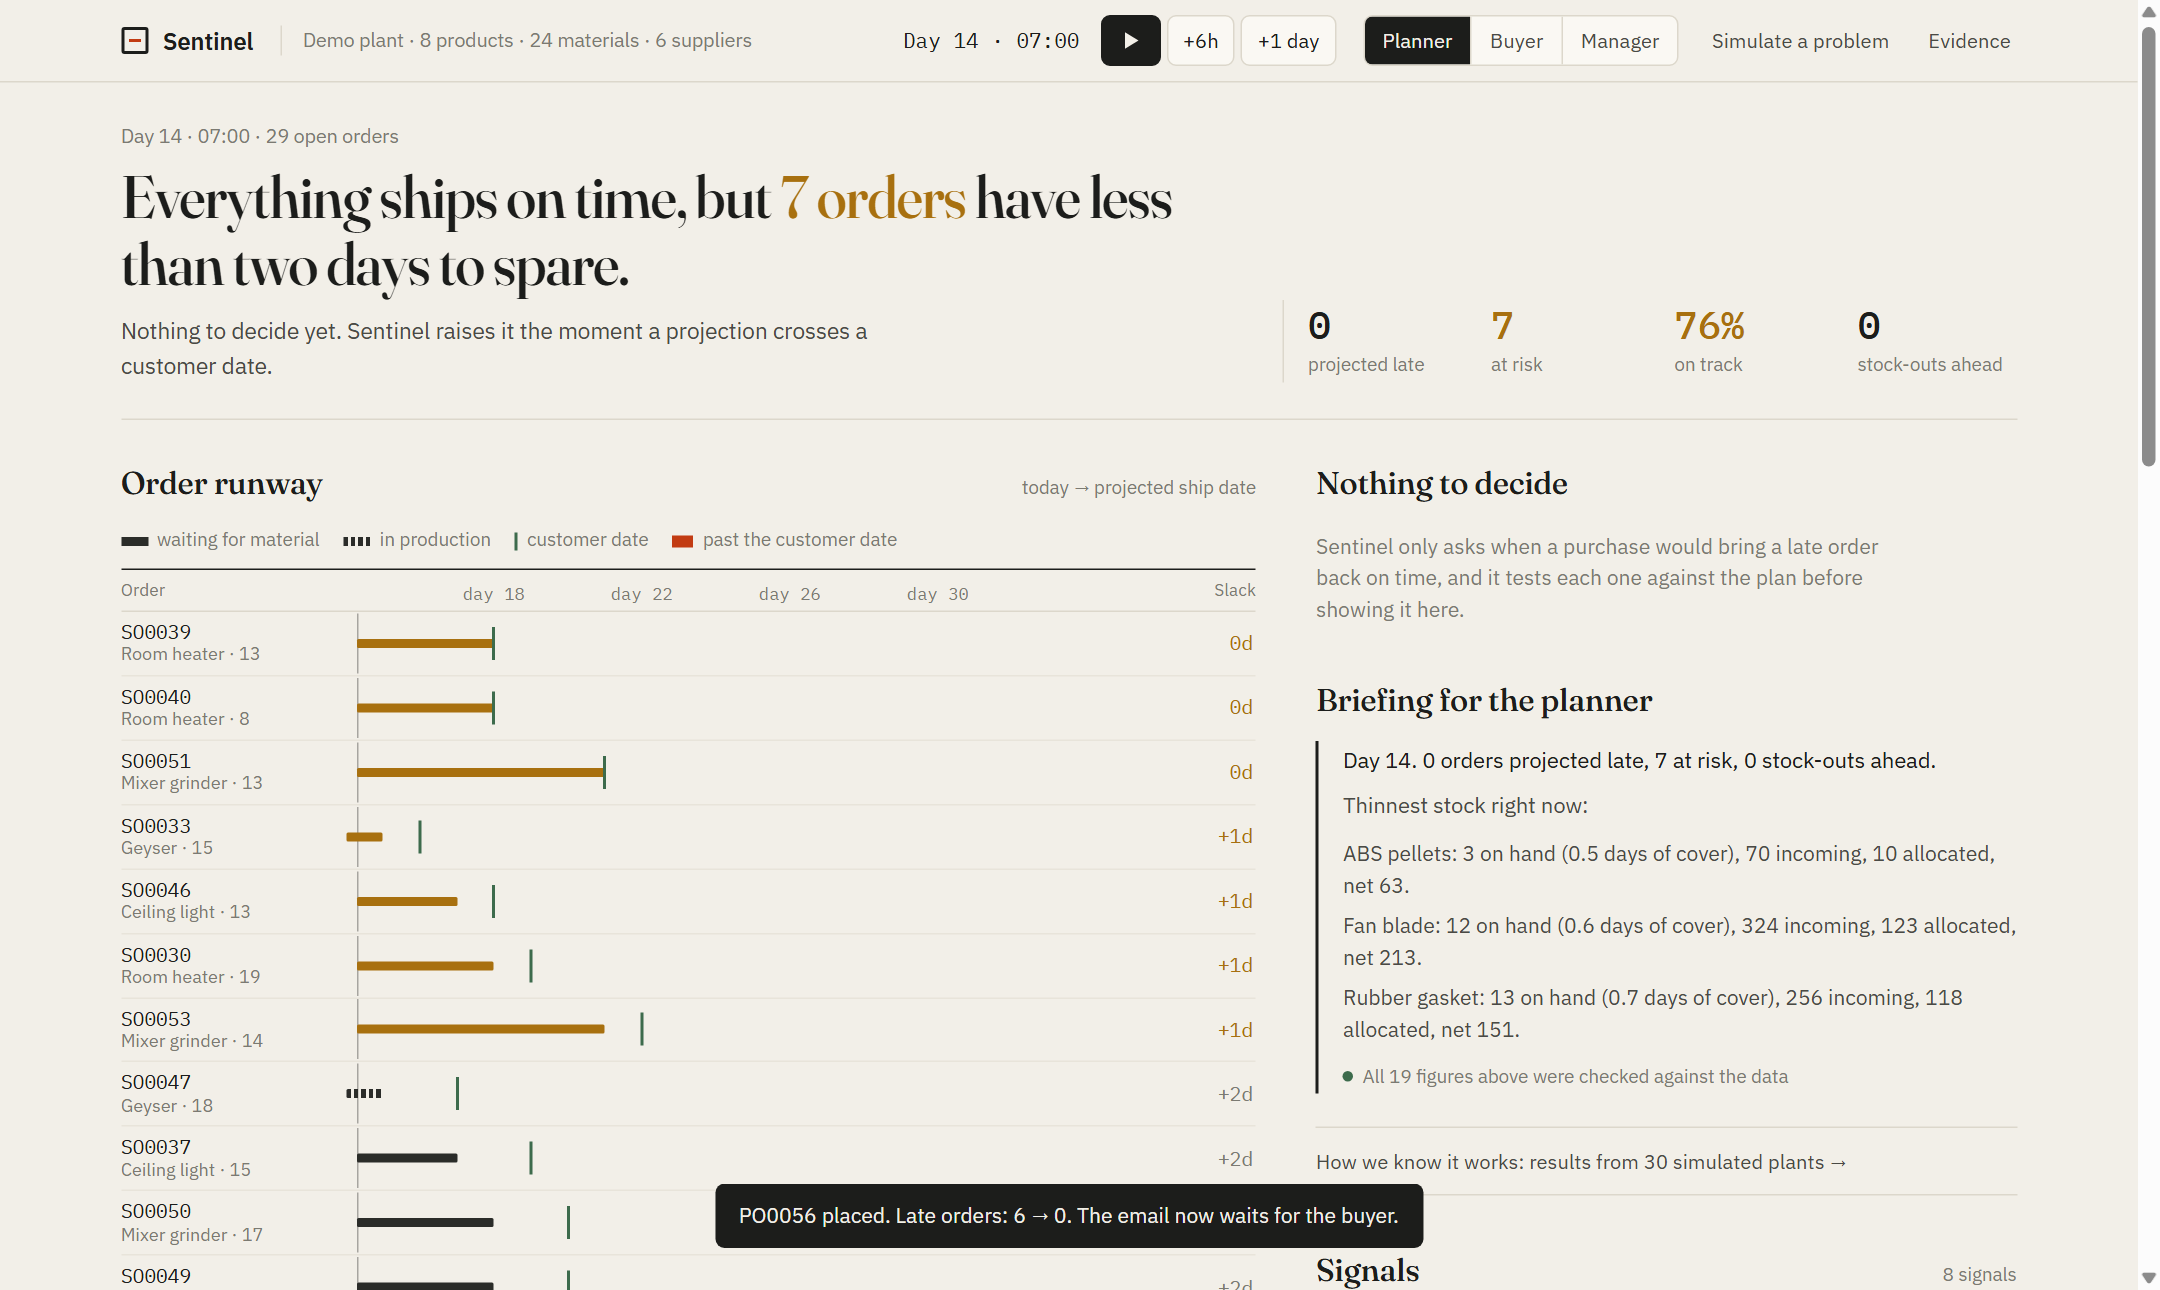 Sentinel
Demo plant · 8 products · 24 materials · 6 suppliers
Day 14 · 07:00
+6h
+1 day
Planner
Buyer
Manager
Simulate a problem
Evidence
Day 14 · 07:00 · 29 open orders
Everything ships on time, but 7 orders have less
than two days to spare.
Nothing to decide yet. Sentinel raises it the moment a projection crosses a
customer date.
0
projected late
7
at risk
76%
on track
0
stock-outs ahead
Order runway
today → projected ship date
waiting for material
in production
customer date
past the customer date
Order
day 18
day 22
day 26
day 30
Slack
SO0039
Room heater · 13
0d
SO0040
Room heater · 8
0d
SO0051
Mixer grinder · 13
0d
SO0033
Geyser · 15
+1d
SO0046
Ceiling light · 13
+1d
SO0030
Room heater · 19
+1d
SO0053
Mixer grinder · 14
+1d
SO0047
Geyser · 18
+2d
SO0037
Ceiling light · 15
+2d
SO0050
Mixer grinder · 17
SO0049
+2d
Nothing to decide
Sentinel only asks when a purchase would bring a late order
back on time, and it tests each one against the plan before
showing it here.
Briefing for the planner
Day 14. 0 orders projected late, 7 at risk, 0 stock-outs ahead.
Thinnest stock right now:
ABS pellets: 3 on hand (0.5 days of cover), 70 incoming, 10 allocated,
net 63.
Fan blade: 12 on hand (0.6 days of cover), 324 incoming, 123 allocated,
net 213.
Rubber gasket: 13 on hand (0.7 days of cover), 256 incoming, 118
allocated, net 151.
All 19 figures above were checked against the data
How we know it works: results from 30 simulated plants →
PO0056 placed. Late orders: 6 → 0. The email now waits for the buyer.
Signals
8 signals